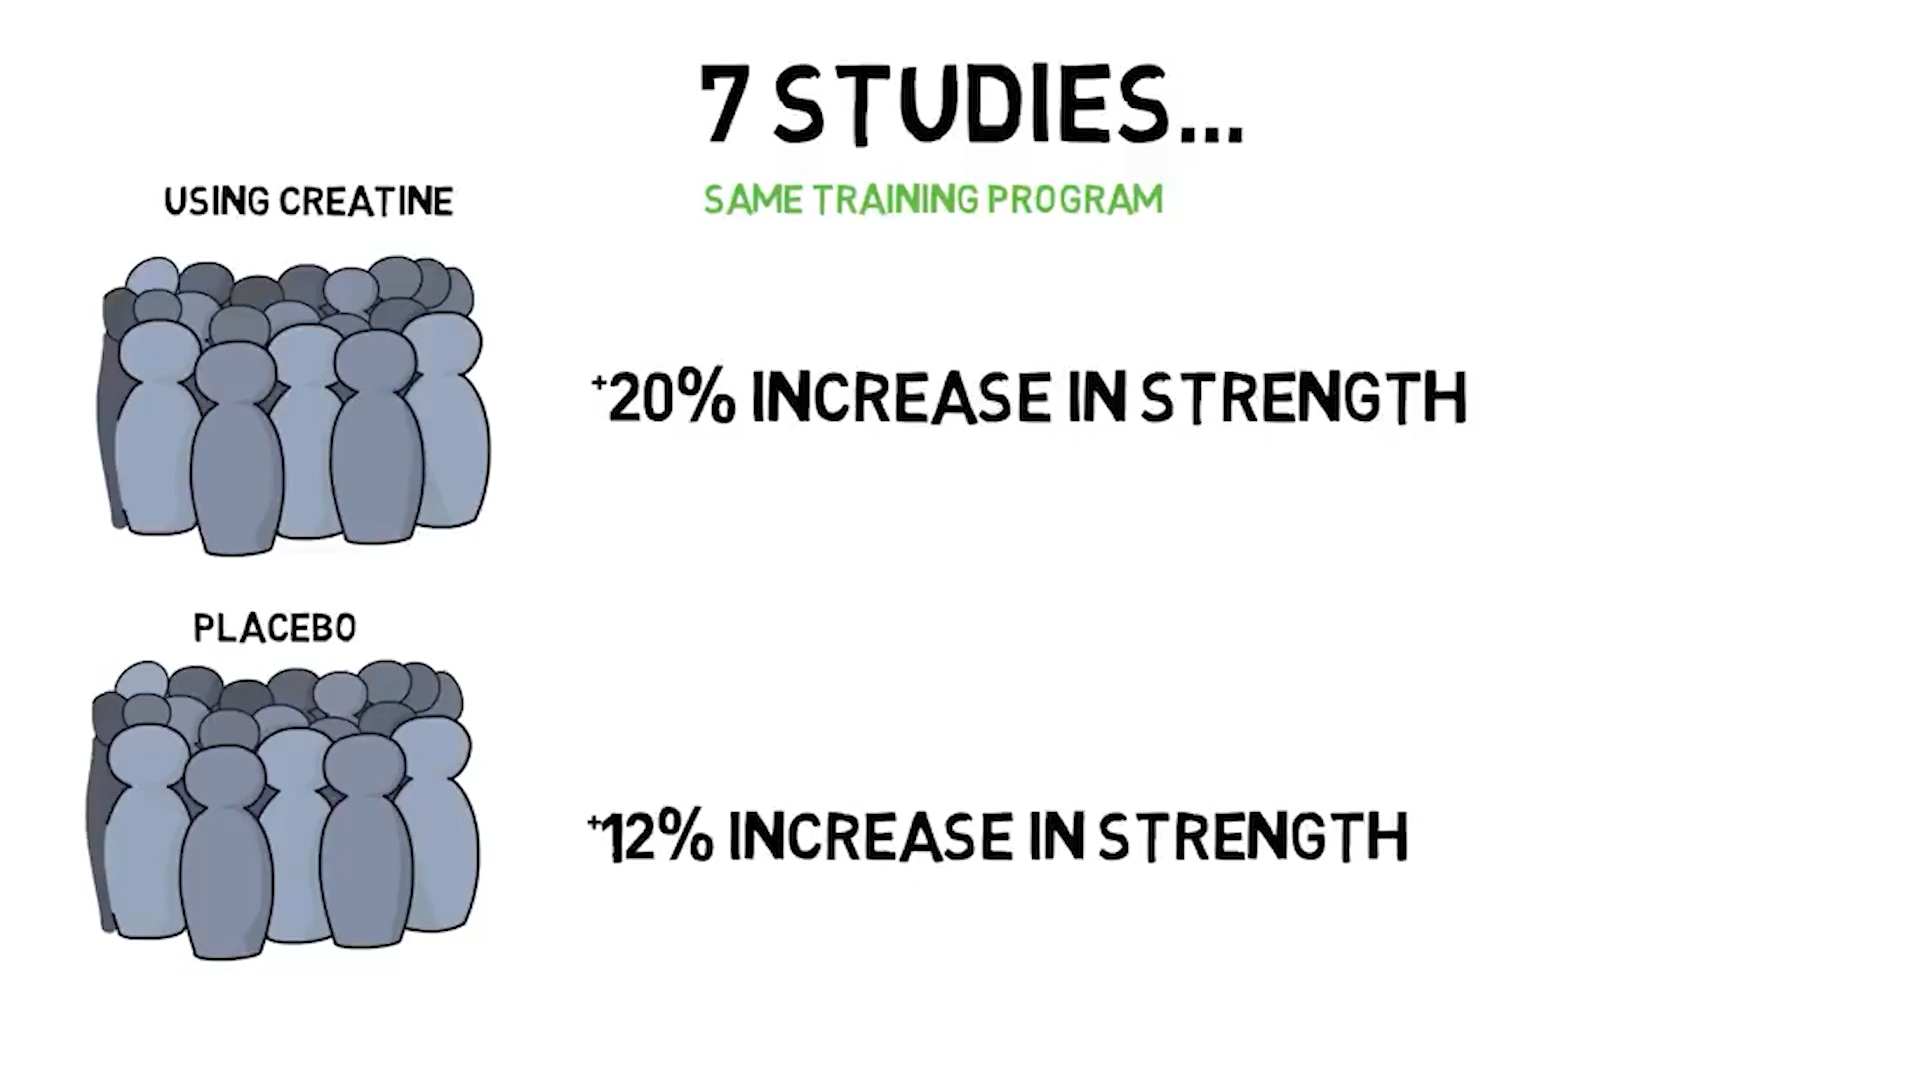 7 STUDIES...
USING CREATINE
SAME TRAINING PROGRAM
+20% INCREASE IN STRENGTH
PLACEBO
+12% INCREASE IN STRENGTH